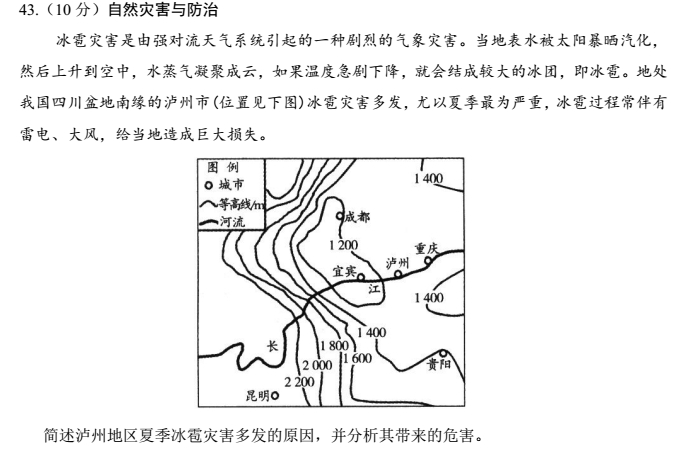 43.（10 分）自然灾害与防治
冰雹灾害是由强对流天气系统引起的一种剧烈的气象灾害。当地表水被太阳暴晒汽化，
然后上升到空中，水蒸气凝聚成云，如果温度急剧下降，就会结成较大的冰团，即冰雹。地处
我国四川盆地南缘的泸州市(位置见下图)冰雹灾害多发，尤以夏季最为严重，冰雹过程常伴有
雷电、大风，给当地造成巨大损失。
图 例
城市
等高线/m
河流
1 400
成都
1 200
重庆
泸州
宜宾
江
1 400
长
1 400
1 800
1 600
2 000
贵阳
2 200
昆明
简述泸州地区夏季冰雹灾害多发的原因，并分析其带来的危害。